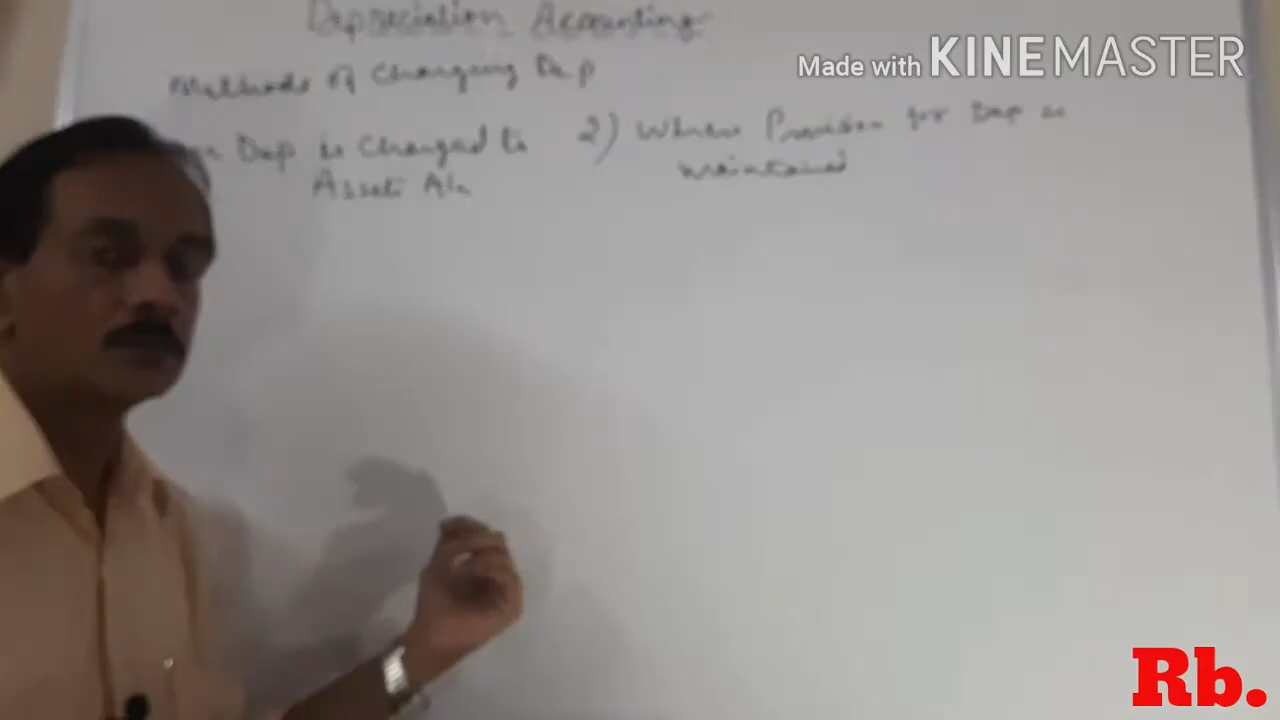 Depreciation Accounting
Made with KINEMASTER
Methods of Charging Dep
Dep is Charged to
Asset A/c
2) Where Provision for Dep is
maintained
Rb.